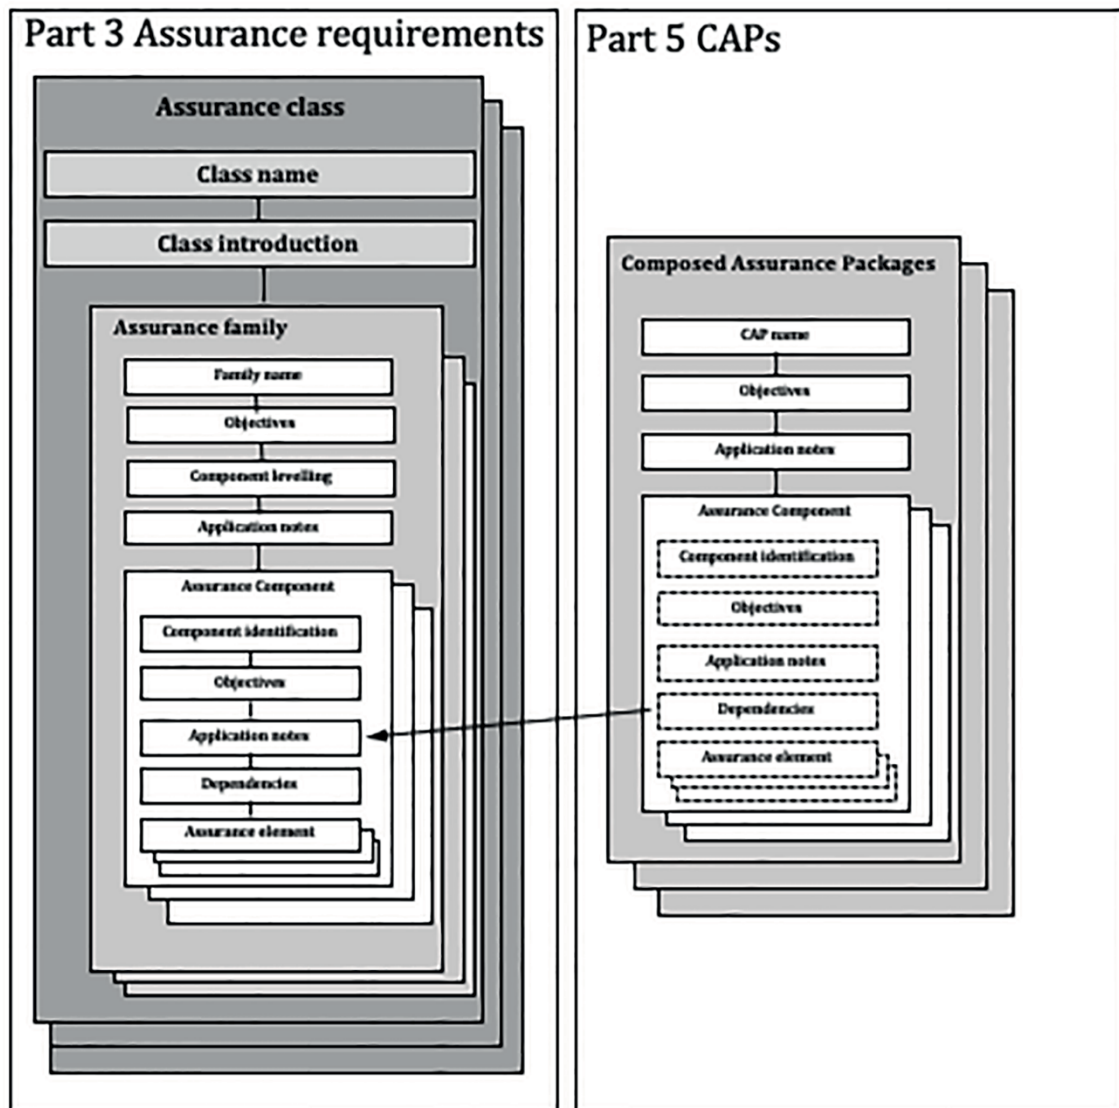 Part 3 Assurance requirements
Assurance class
Class name
Class introduction
Assurance family
Family name
Objectives
Component levelling
Application notes
Assurance Component
Component identification
Objectives
Application notes
Dependencies
Assurance element
Part 5 CAPs
Composed Assurance Packages
CAP name
Objectives
Application notes
Assurance Component
Component identification
Objectives
Application notes
Dependencies
Assurance element